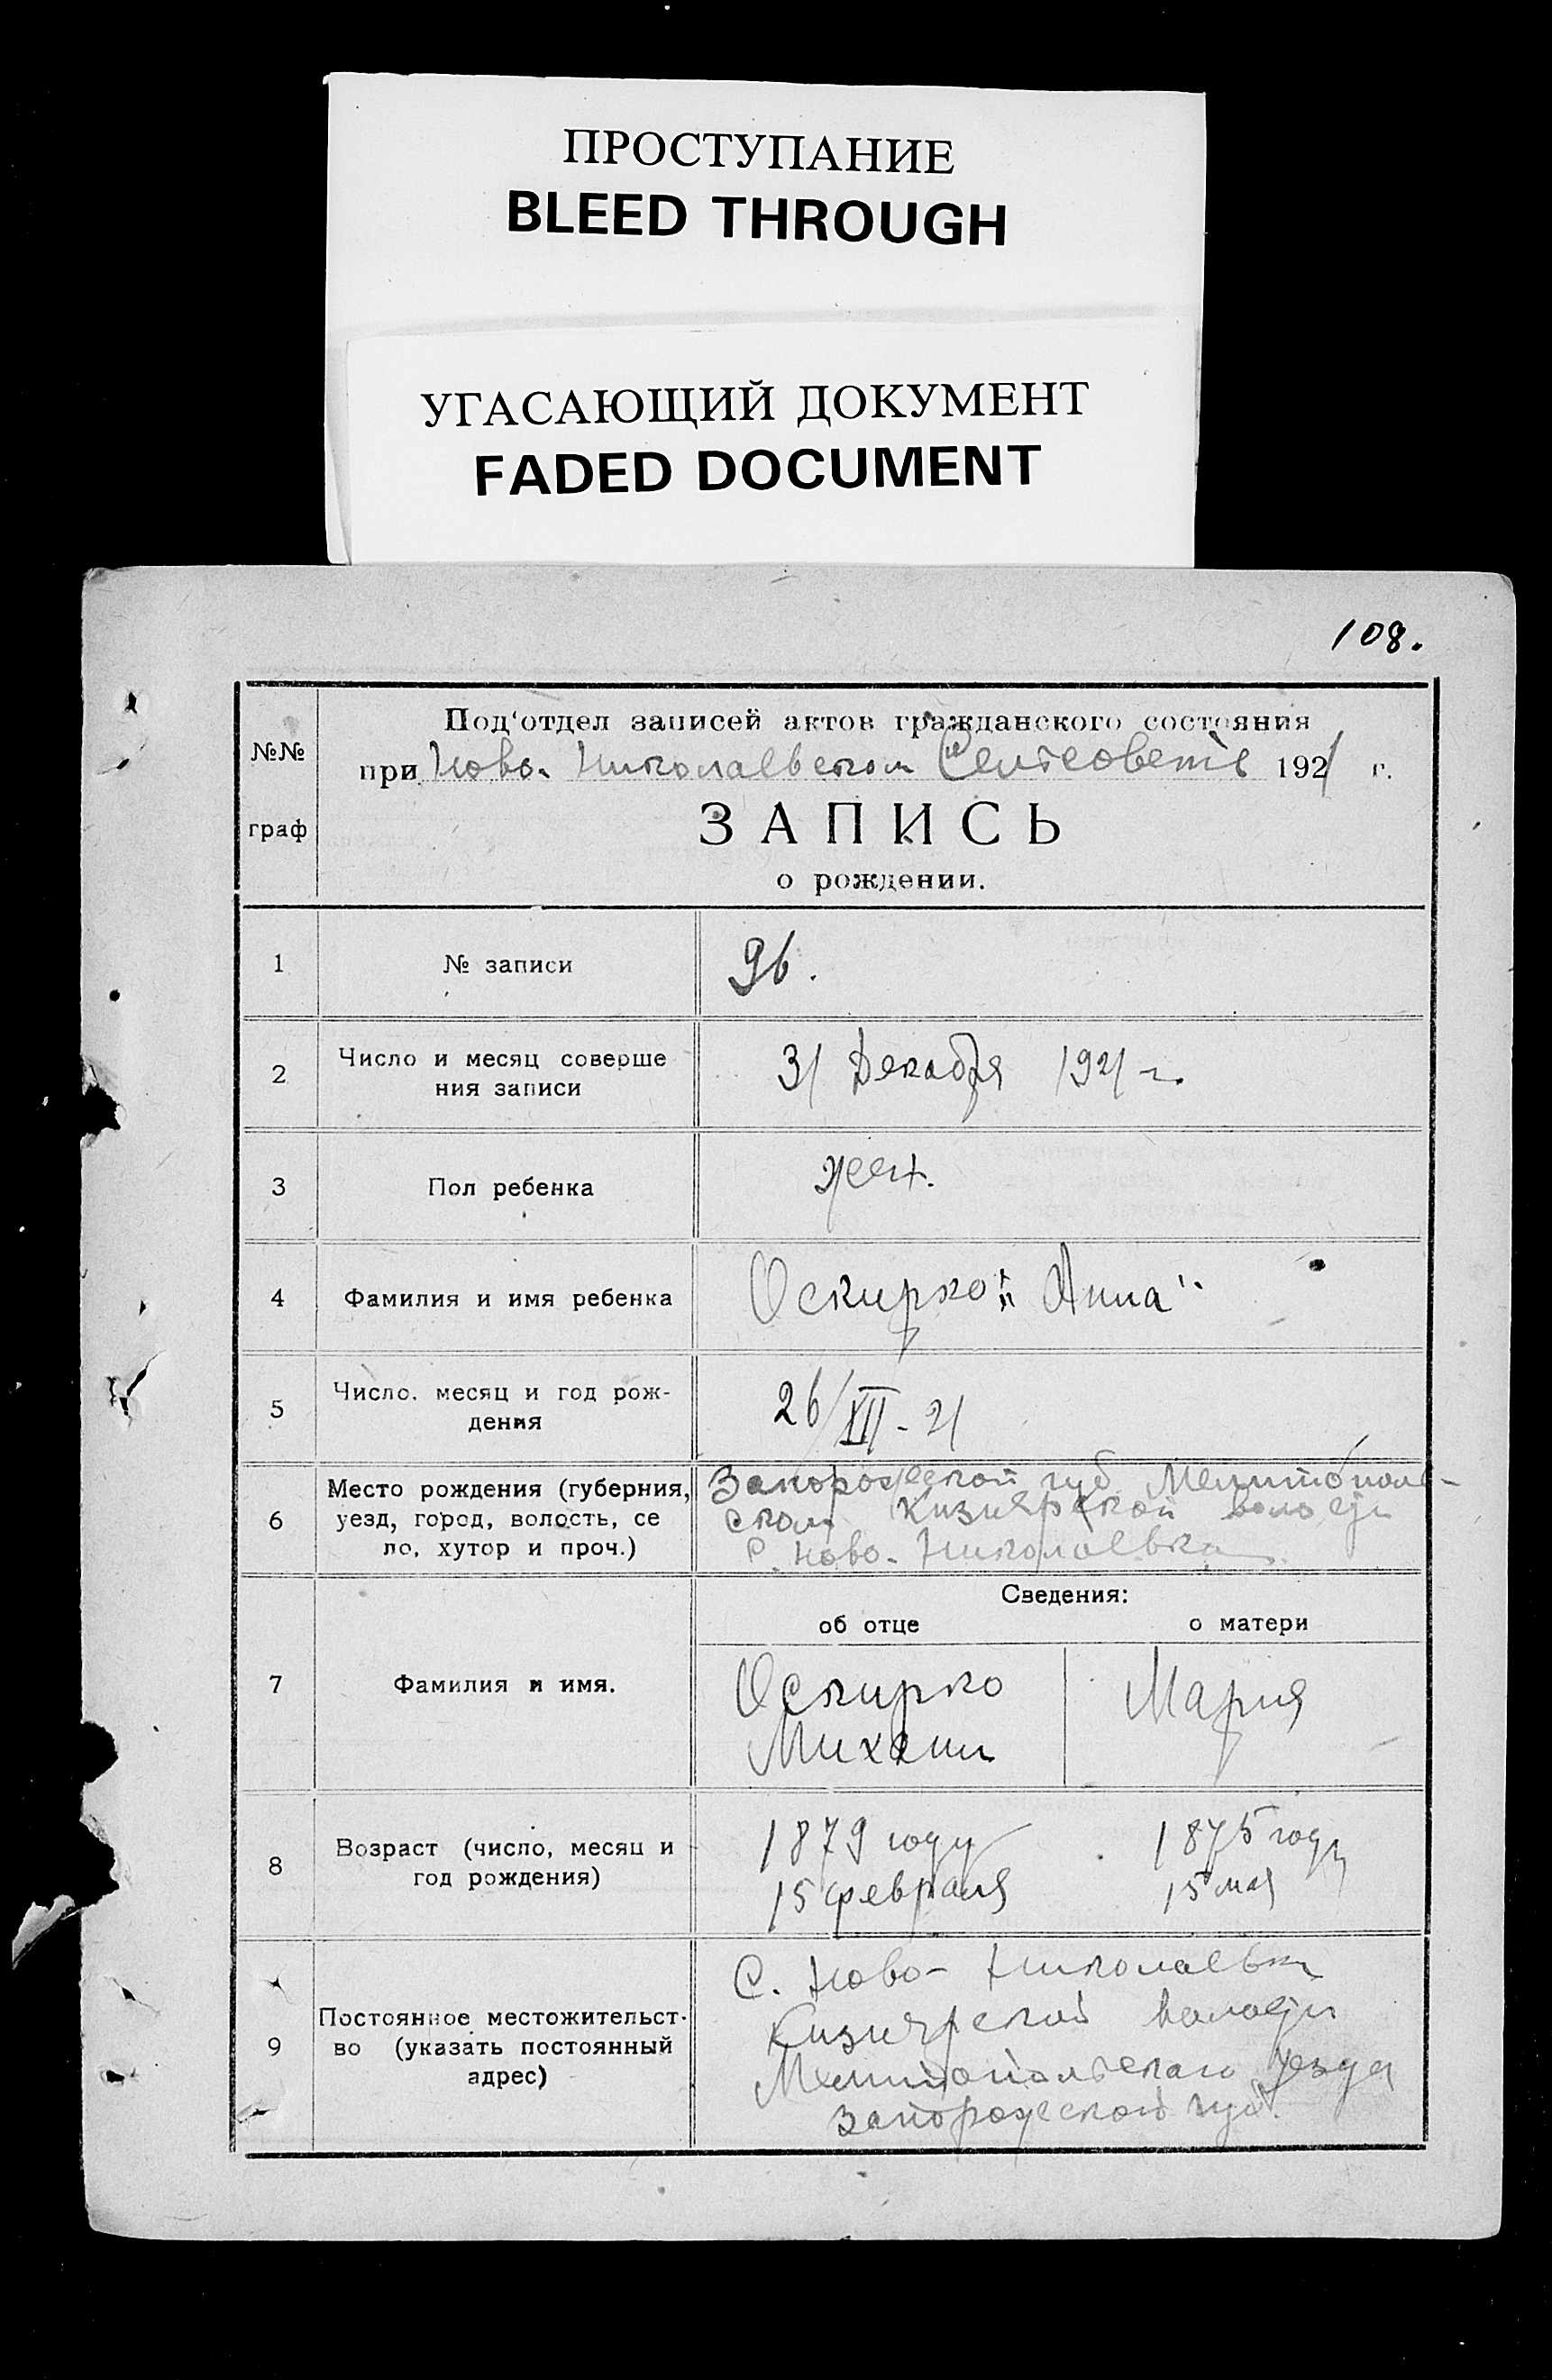 ПРОСТУПАНИЕ
BLEED THROUGH
УГАСАЮЩИЙ ДОКУМЕНТ
FADED DOCUMENT
108.
№№
граф
Под‘отдел записей актов гражданского состояния
при Ново-Николаевском Сельсовете 1921 г.
ЗАПИСЬ
о рождении.
1
№ записи
96.
2
Число и месяц соверше
ния записи
31 Декабря 1921 г.
3
Пол ребенка
жен.
4
Фамилия и имя ребенка
Оскирко „Анна“
5
Число. месяц и год рож-
дения
26/XII-21
6
Место рождения (губерния,
уезд, город, волость, се
ло, хутор и проч.)
Запорожской губ Мелитополь-
ском Кизиярской
с. Ново-Николаевка
Сведения:
об отце
о матери
7
Фамилия и имя.
Оскирко
Михаил
Мария
8
Возраст (число, месяц и
год рождения)
1879 году
15 февраля
1875 году
15 мая
9
Постоянное местожительст-
во (указать постоянный
адрес)
С. Ново-Николаевка
Кизиярской
Мелитопольского уезда
Запорожской губ.